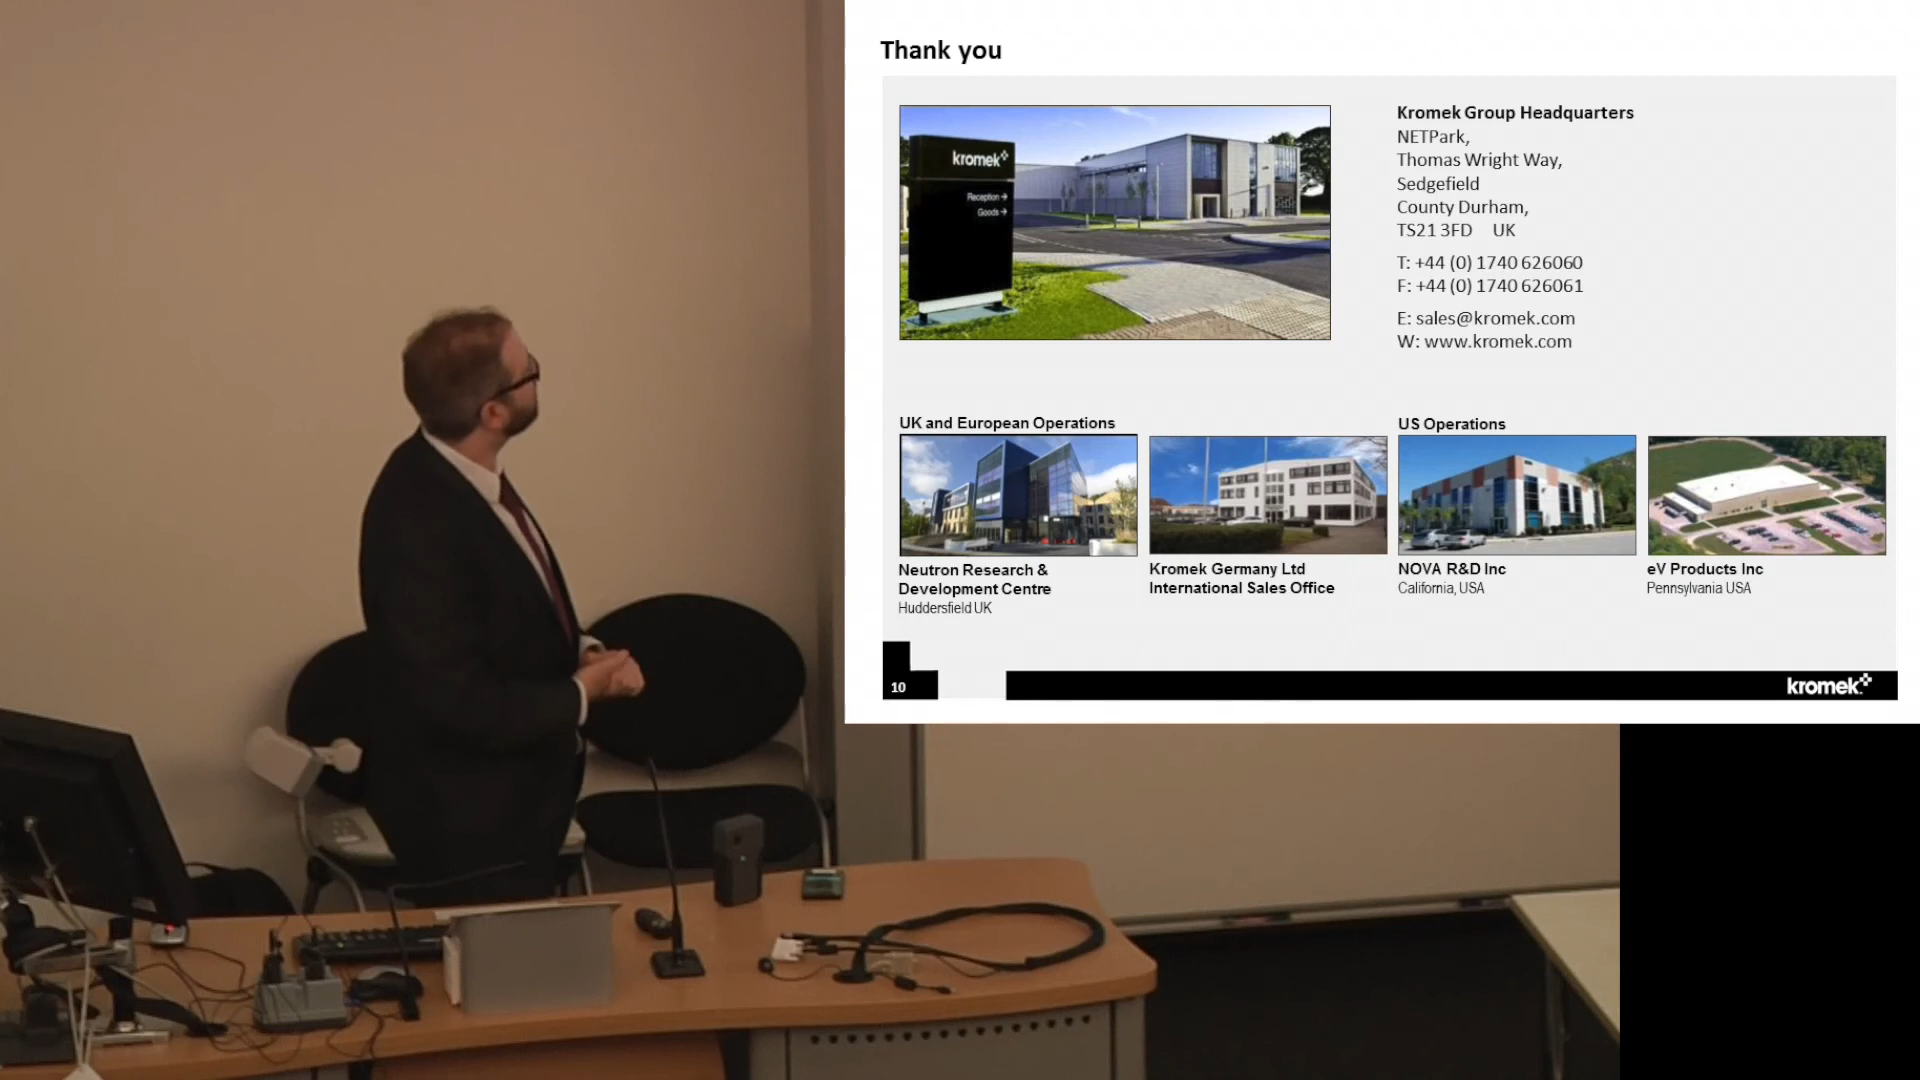 Thank you
kromek
Reception →
Goods →
Kromek Group Headquarters
NETPark,
Thomas Wright Way,
Sedgefield
County Durham,
TS21 3FD UK
T: +44 (0) 1740 626060
F: +44 (0) 1740 626061
E: sales@kromek.com
W: www.kromek.com
UK and European Operations
US Operations
Neutron Research &
Development Centre
Huddersfield UK
Kromek Germany Ltd
International Sales Office
NOVA R&D Inc
California, USA
eV Products Inc
Pennsylvania USA
10
kromek